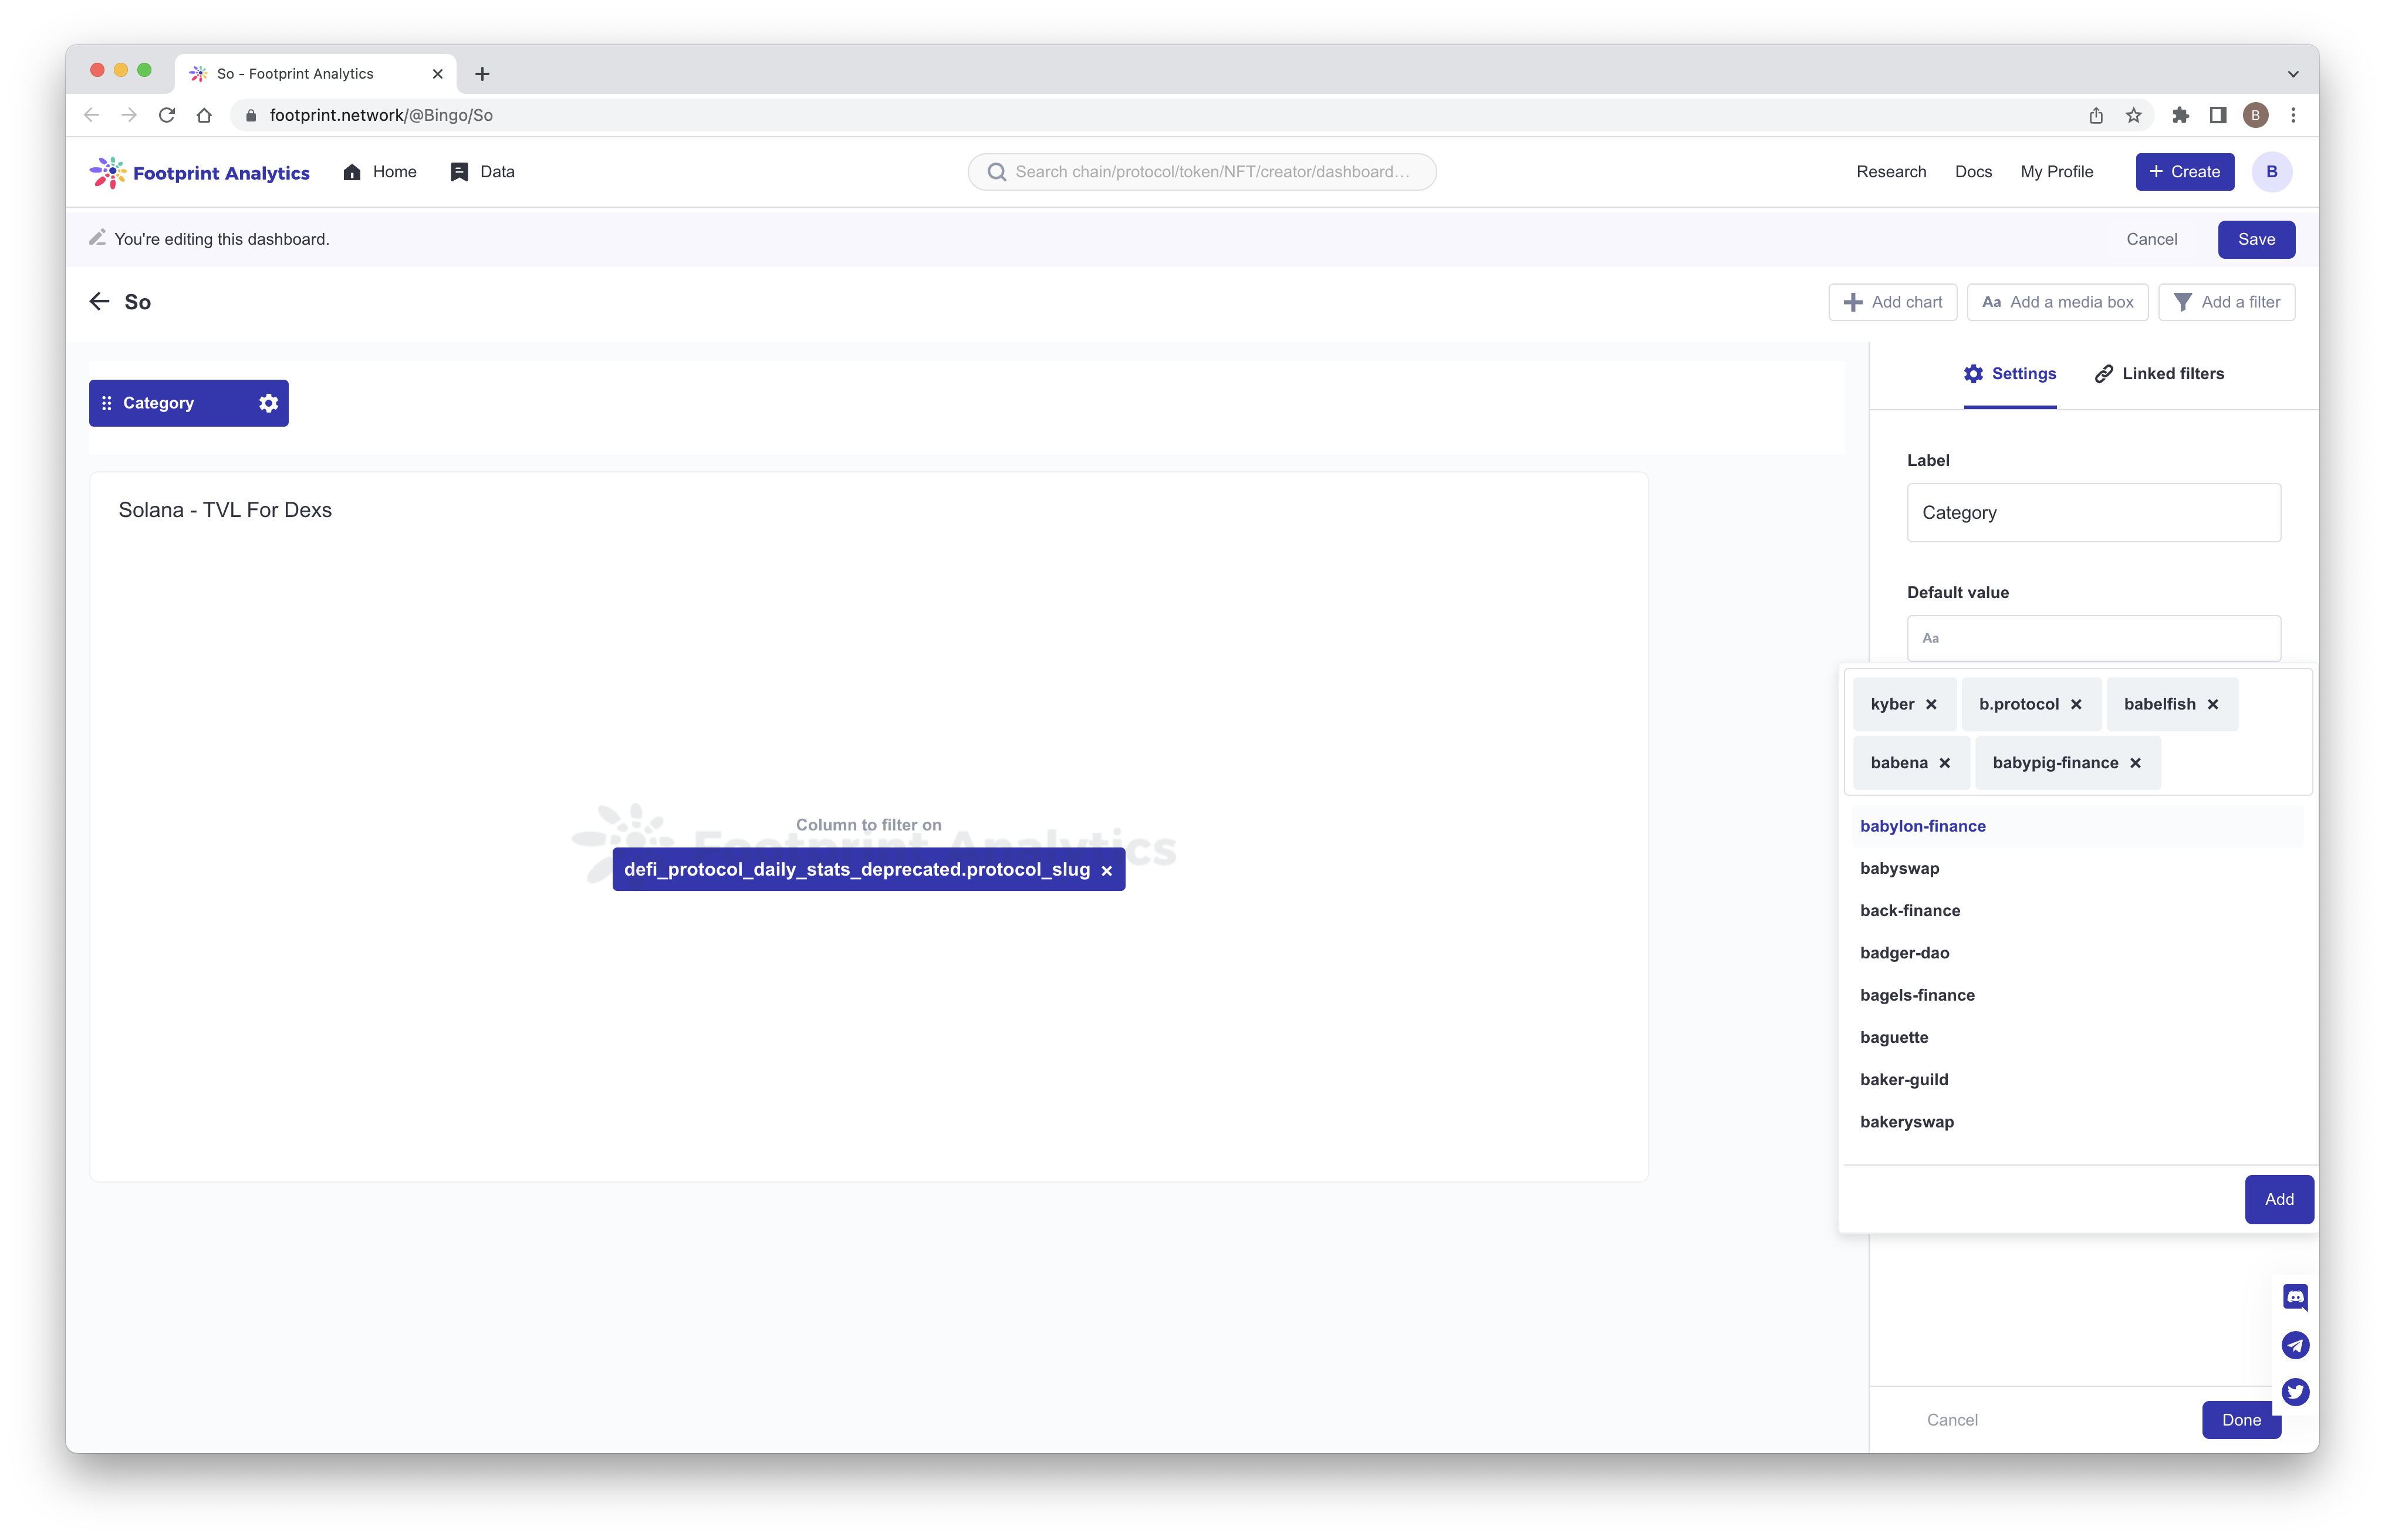 So - Footprint Analytics
footprint.network/@Bingo/So
B
Footprint Analytics
Home
Data
Search chain/protocol/token/NFT/creator/dashboard...
Research
Docs
My Profile
+ Create
B
You're editing this dashboard.
Cancel
Save
So
Add chart
Aa Add a media box
Add a filter
Category
Settings
Linked filters
Label
Category
Default value
Aa
Solana - TVL For Dexs
Column to filter on
Footprint Analytics
defi_protocol_daily_stats_deprecated.protocol_slug
kyber
b.protocol
babelfish
babena
babypig-finance
babylon-finance
babyswap
back-finance
badger-dao
bagels-finance
baguette
baker-guild
bakeryswap
Add
Cancel
Done